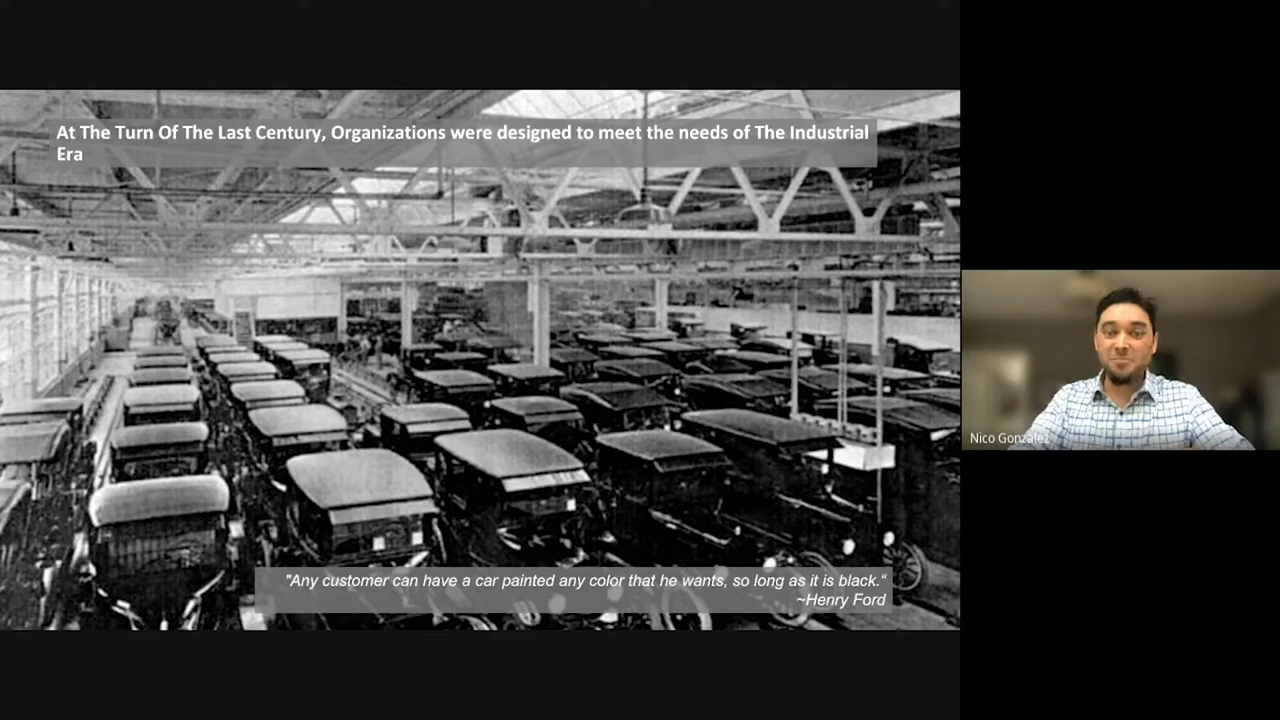 At The Turn Of The Last Century, Organizations were designed to meet the needs of The Industrial
Era
"Any customer can have a car painted any color that he wants, so long as it is black.“
~Henry Ford
Nico Gonzalez